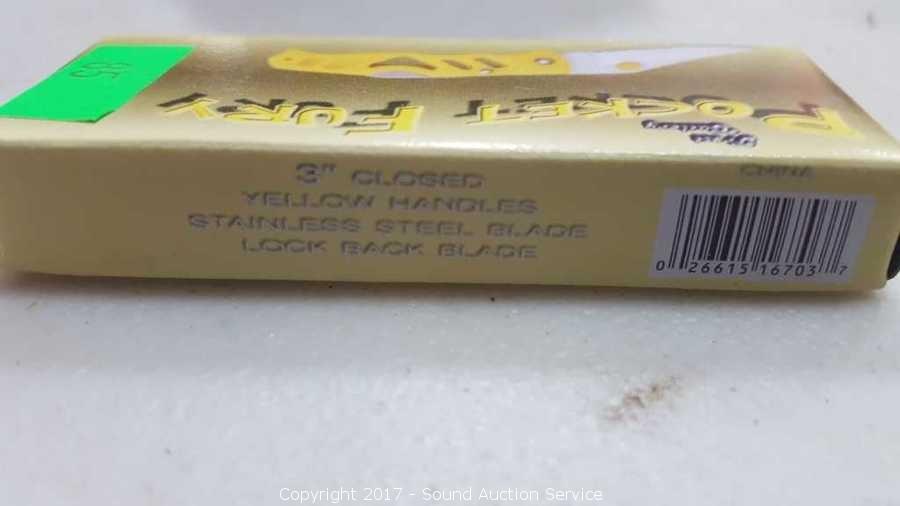 85
POCKET FURY
3" CLOSED
YELLOW HANDLES
STAINLESS STEEL BLADE
LOCK BACK BLADE
CHINA
0 26615 16703 7
Copyright 2017 - Sound Auction Service